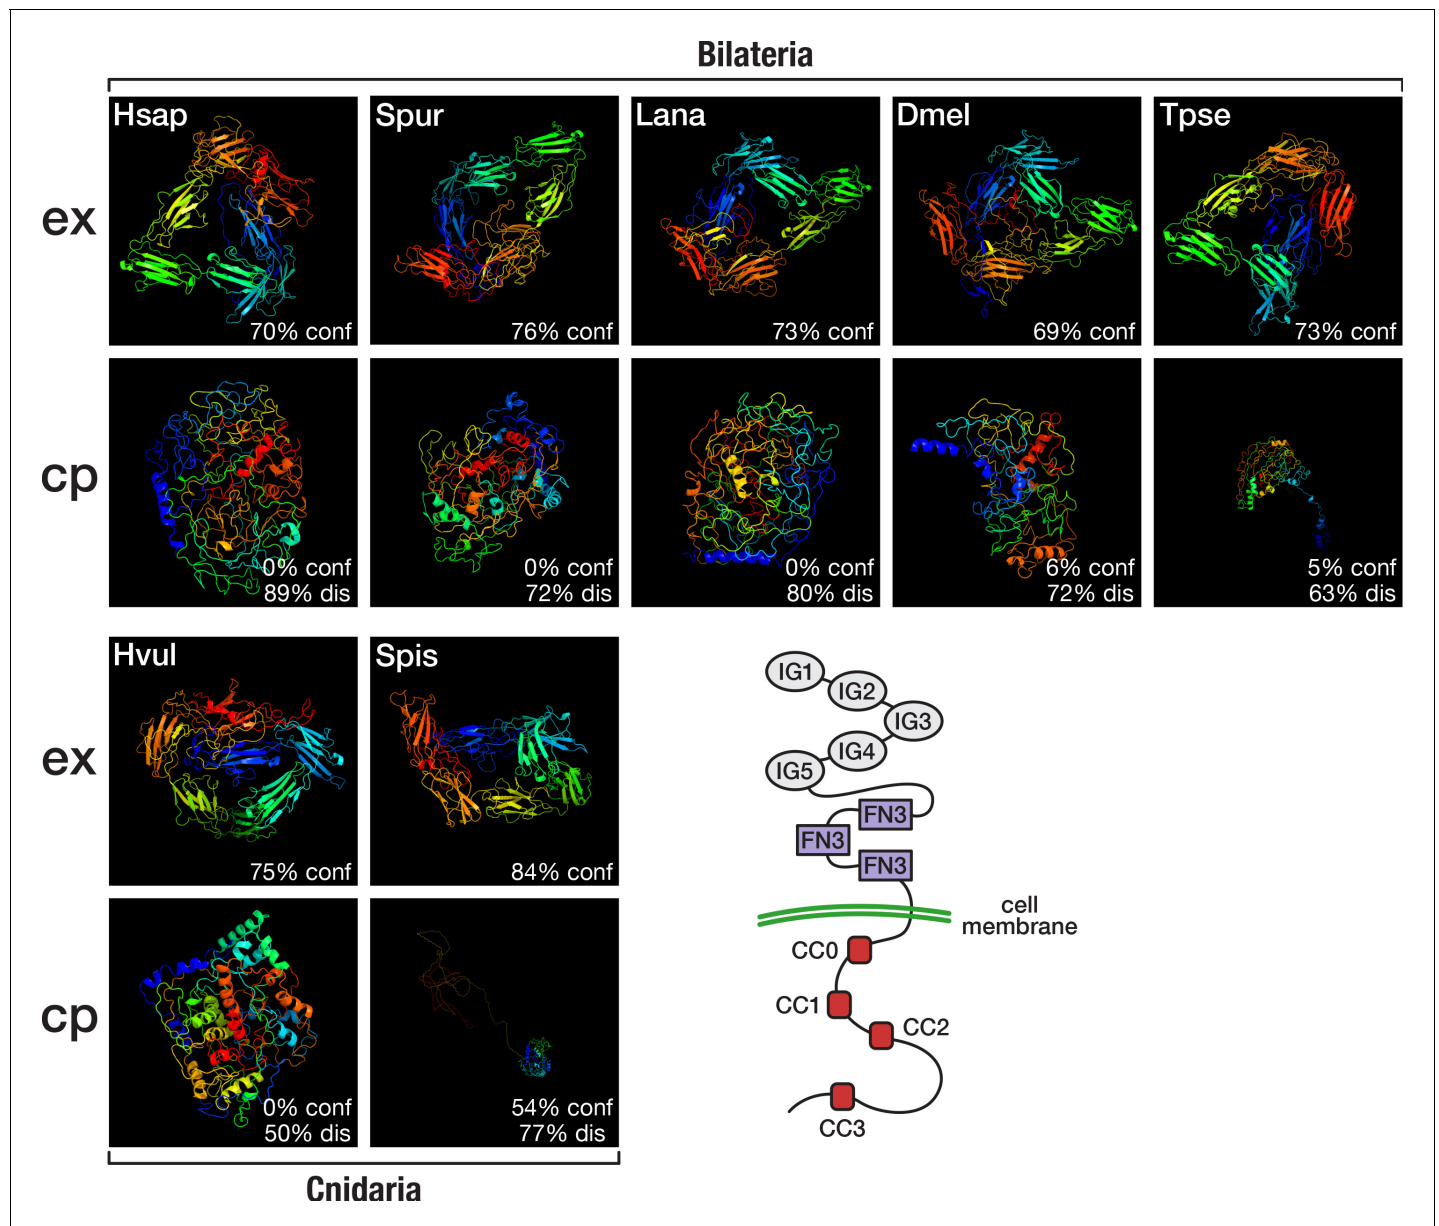 Bilateria
Hsap
Spur
Lana
Dmel
Tpse
ex
70% conf
76% conf
73% conf
69% conf
73% conf
cp
0% conf
89% dis
0% conf
72% dis
0% conf
80% dis
6% conf
72% dis
5% conf
63% dis
Hvul
Spis
ex
75% conf
84% conf
cp
0% conf
50% dis
54% conf
77% dis
Cnidaria
IG1
IG2
IG3
IG4
IG5
FN3
FN3
FN3
cell
membrane
CC0
CC1
CC2
CC3